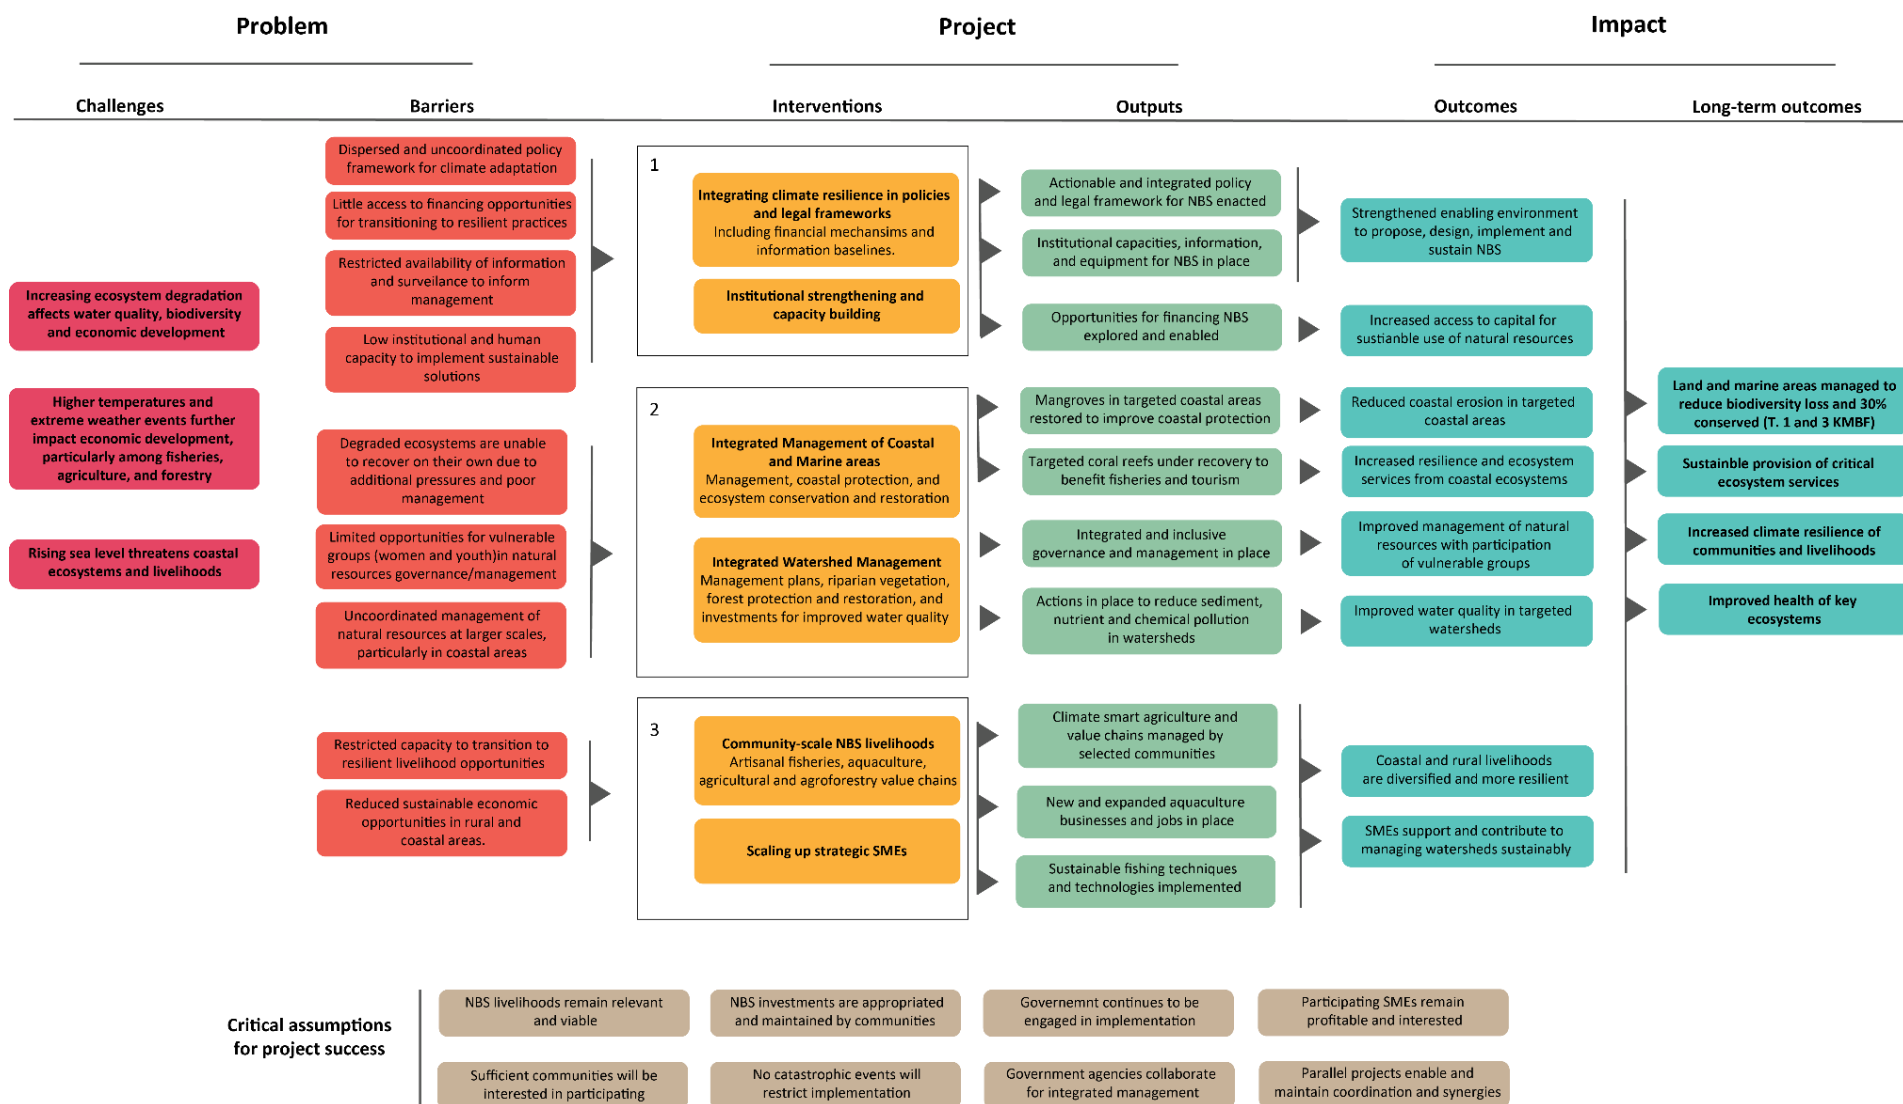 Problem
Project
Impact
Challenges
Barriers
Interventions
Outputs
Outcomes
Long-term outcomes
Increasing ecosystem degradation
affects water quality, biodiversity
and economic development
Higher temperatures and
extreme weather events further
impact economic development,
particularly among fisheries,
agriculture, and forestry
Rising sea level threatens coastal
ecosystems and livelihoods
Dispersed and uncoordinated policy
framework for climate adaptation
Little access to financing opportunities
for transitioning to resilient practices
Restricted availability of information
and surveilance to inform
management
Low institutional and human
capacity to implement sustainable
solutions
Degraded ecosystems are unable
to recover on their own due to
additional pressures and poor
management
Limited opportunities for vulnerable
groups (women and youth)in natural
resources governance/management
Uncoordinated management of
natural resources at larger scales,
particularly in coastal areas
Restricted capacity to transition to
resilient livelihood opportunities
Reduced sustainable economic
opportunities in rural and
coastal areas.
1
Integrating climate resilience in policies
and legal frameworks
Including financial mechansims and
information baselines.
Institutional strengthening and
capacity building
2
Integrated Management of Coastal
and Marine areas
Management, coastal protection, and
ecosystem conservation and restoration
Integrated Watershed Management
Management plans, riparian vegetation,
forest protection and restoration, and
investments for improved water quality
3
Community-scale NBS livelihoods
Artisanal fisheries, aquaculture,
agricultural and agroforestry value chains
Scaling up strategic SMEs
Actionable and integrated policy
and legal framework for NBS enacted
Institutional capacities, information,
and equipment for NBS in place
Opportunities for financing NBS
explored and enabled
Mangroves in targeted coastal areas
restored to improve coastal protection
Targeted coral reefs under recovery to
benefit fisheries and tourism
Integrated and inclusive
governance and management in place
Actions in place to reduce sediment,
nutrient and chemical pollution
in watersheds
Climate smart agriculture and
value chains managed by
selected communities
New and expanded aquaculture
businesses and jobs in place
Sustainable fishing techniques
and technologies implemented
Strengthened enabling environment
to propose, design, implement and
sustain NBS
Increased access to capital for
sustianble use of natural resources
Reduced coastal erosion in targeted
coastal areas
Increased resilience and ecosystem
services from coastal ecosystems
Improved management of natural
resources with participation
of vulnerable groups
Improved water quality in targeted
watersheds
Coastal and rural livelihoods
are diversified and more resilient
SMEs support and contribute to
managing watersheds sustainably
Land and marine areas managed to
reduce biodiversity loss and 30%
conserved (T. 1 and 3 KMBF)
Sustainble provision of critical
ecosystem services
Increased climate resilience of
communities and livelihoods
Improved health of key
ecosystems
Critical assumptions
for project success
NBS livelihoods remain relevant
and viable
NBS investments are appropriated
and maintained by communities
Governemnt continues to be
engaged in implementation
Participating SMEs remain
profitable and interested
Sufficient communities will be
interested in participating
No catastrophic events will
restrict implementation
Government agencies collaborate
for integrated management
Parallel projects enable and
maintain coordination and synergies